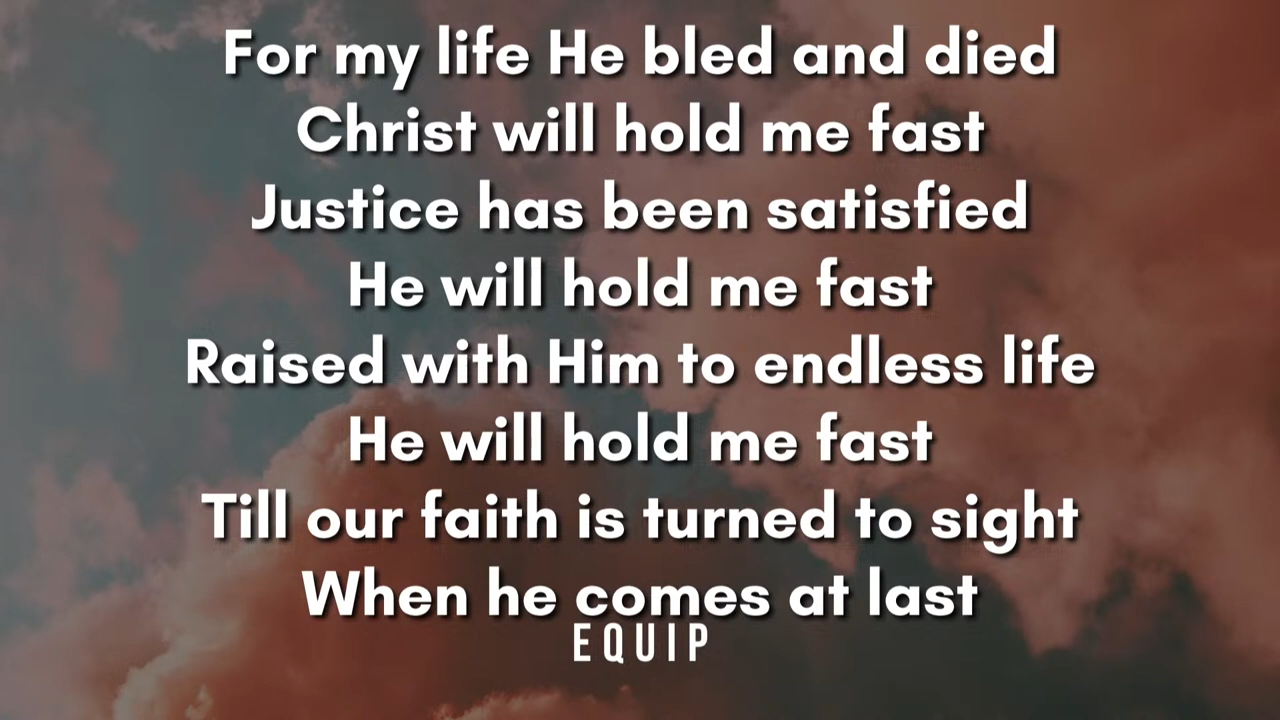 For my life He bled and died
Christ will hold me fast
Justice has been satisfied
He will hold me fast
Raised with Him to endless life
He will hold me fast
Till our faith is turned to sight
When he comes at last
EQUIP